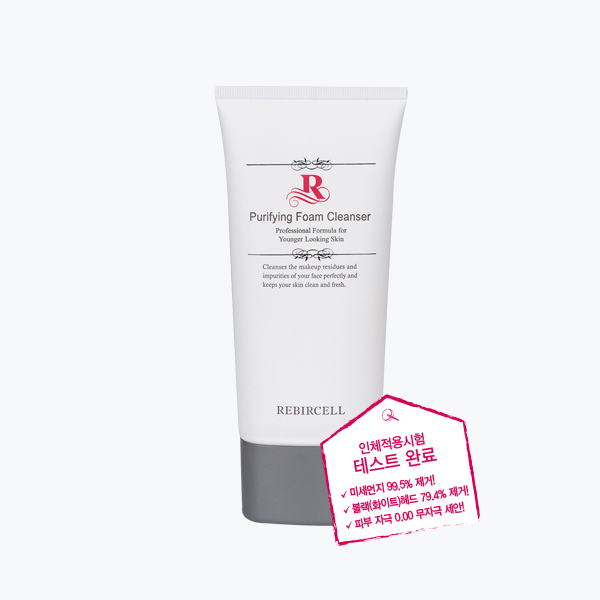 R
Purifying Foam Cleanser
Professional Formula for
Younger Looking Skin
Cleanses the makeup residues and
impurities of your face perfectly and
keeps your skin clean and fresh.
REBIRCELL
인체적용시험
테스트 완료
✓ 미세먼지 99.5% 제거!
✓ 블랙(화이트)헤드 79.4% 제거!
✓ 피부 자극 0.00 무자극 세안!